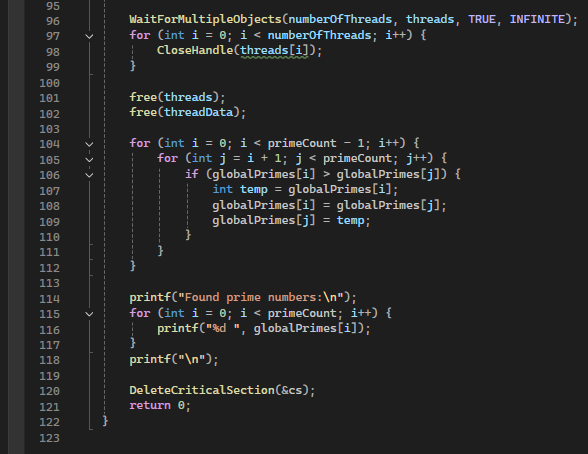 95
96 WaitForMultipleObjects(numberOfThreads, threads, TRUE, INFINITE);
97 for (int i = 0; i < numberOfThreads; i++) {
98 CloseHandle(threads[i]);
99 }
100
101 free(threads);
102 free(threadData);
103
104 for (int i = 0; i < primeCount - 1; i++) {
105 for (int j = i + 1; j < primeCount; j++) {
106 if (globalPrimes[i] > globalPrimes[j]) {
107 int temp = globalPrimes[i];
108 globalPrimes[i] = globalPrimes[j];
109 globalPrimes[j] = temp;
110 }
111 }
112 }
113
114 printf("Found prime numbers:\n");
115 for (int i = 0; i < primeCount; i++) {
116 printf("%d ", globalPrimes[i]);
117 }
118 printf("\n");
119
120 DeleteCriticalSection(&cs);
121 return 0;
122 }
123